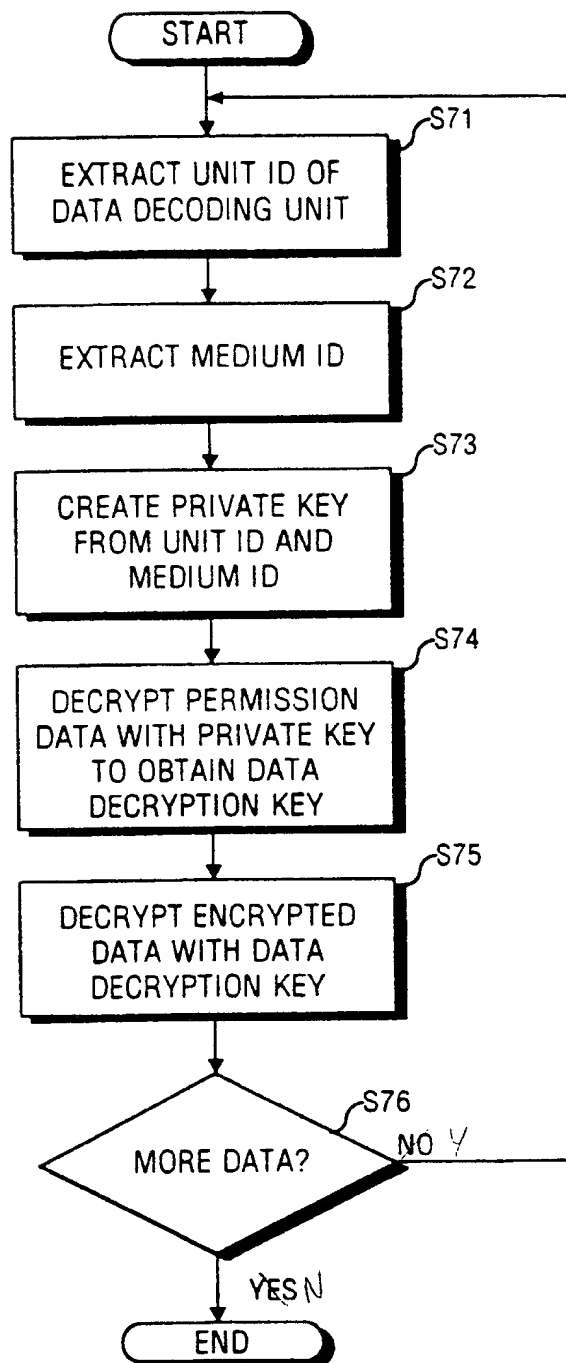 START
S71
EXTRACT UNIT ID OF
DATA DECODING UNIT
S72
EXTRACT MEDIUM ID
S73
CREATE PRIVATE KEY
FROM UNIT ID AND
MEDIUM ID
S74
DECRYPT PERMISSION
DATA WITH PRIVATE KEY
TO OBTAIN DATA
DECRYPTION KEY
S75
DECRYPT ENCRYPTED
DATA WITH DATA
DECRYPTION KEY
S76
MORE DATA?
NO Y
YES N
END